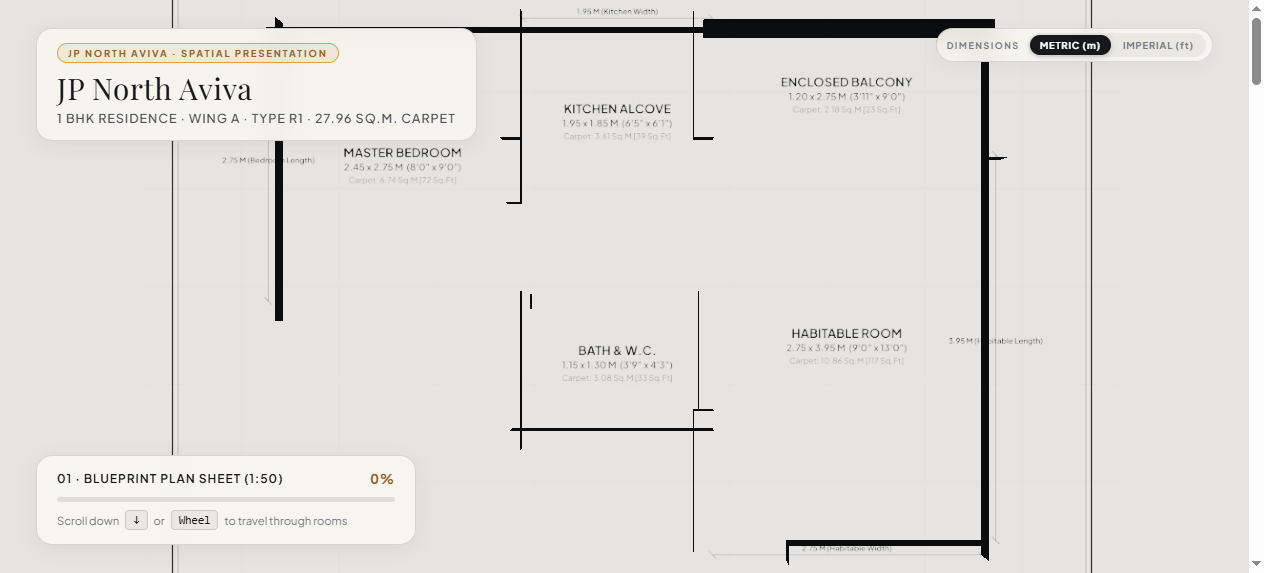 1.95 M (Kitchen Width)
JP NORTH AVIVA · SPATIAL PRESENTATION
JP North Aviva
1 BHK RESIDENCE · WING A · TYPE R1 · 27.96 SQ.M. CARPET
DIMENSIONS METRIC (m) IMPERIAL (ft)
ENCLOSED BALCONY
1.20 x 2.75 M (3'11" x 9'0")
Carpet: 2.18 Sq.M [23 Sq.Ft]
KITCHEN ALCOVE
1.95 x 1.85 M (6'5" x 6'1")
Carpet: 3.61 Sq.M [39 Sq.Ft]
2.75 M (Bedroom Length)
MASTER BEDROOM
2.45 x 2.75 M (8'0" x 9'0")
Carpet: 6.74 Sq.M [72 Sq.Ft]
HABITABLE ROOM
2.75 x 3.95 M (9'0" x 13'0")
Carpet: 10.86 Sq.M [117 Sq.Ft]
3.95 M (Habitable Length)
BATH & W.C.
1.15 x 1.30 M (3'9" x 4'3")
Carpet: 3.08 Sq.M [33 Sq.Ft]
01 · BLUEPRINT PLAN SHEET (1:50) 0%
Scroll down ↓ or Wheel to travel through rooms
2.75 M (Habitable Width)